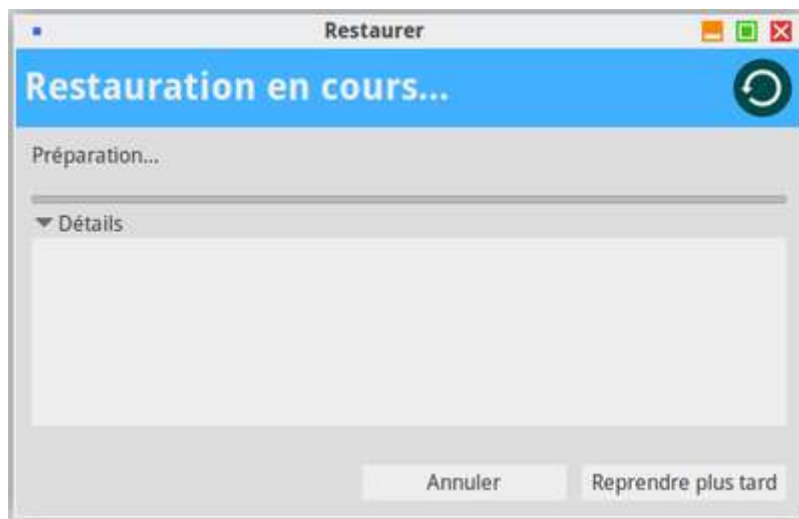 Restaurer
Restauration en cours...
Préparation...
Détails
Annuler
Reprendre plus tard